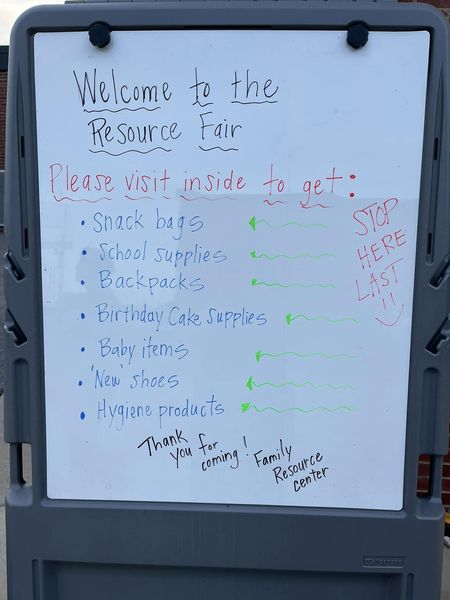 Welcome to the
Resource Fair
Please visit inside to get:
• Snack bags
• School supplies
• Backpacks
• Birthday Cake supplies
• Baby items
• 'New' shoes
• Hygiene products
STOP
HERE
LAST
!!
Thank
you for
coming!
Family
Resource
center